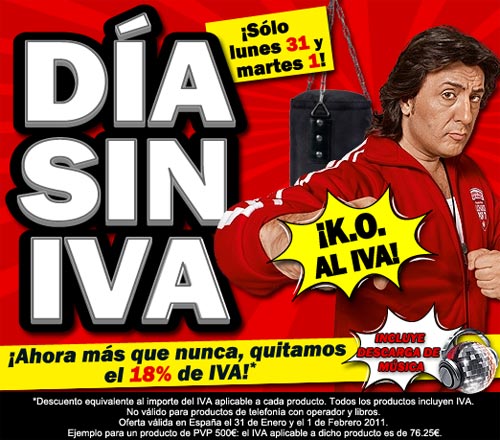 ¡Sólo
lunes 31 y
martes 1!
DÍA
SIN
IVA
¡K.O.
AL IVA!
INCLUYE
DESCARGA DE
MÚSICA
¡Ahora más que nunca, quitamos
el 18% de IVA!*
*Descuento equivalente al importe del IVA aplicable a cada producto. Todos los productos incluyen IVA.
No válido para productos de telefonía con operador y libros.
Oferta válida en España el 31 de Enero y el 1 de Febrero 2011.
Ejemplo para un producto de PVP 500€: el IVA aplicable a dicho producto es de 76.25€.